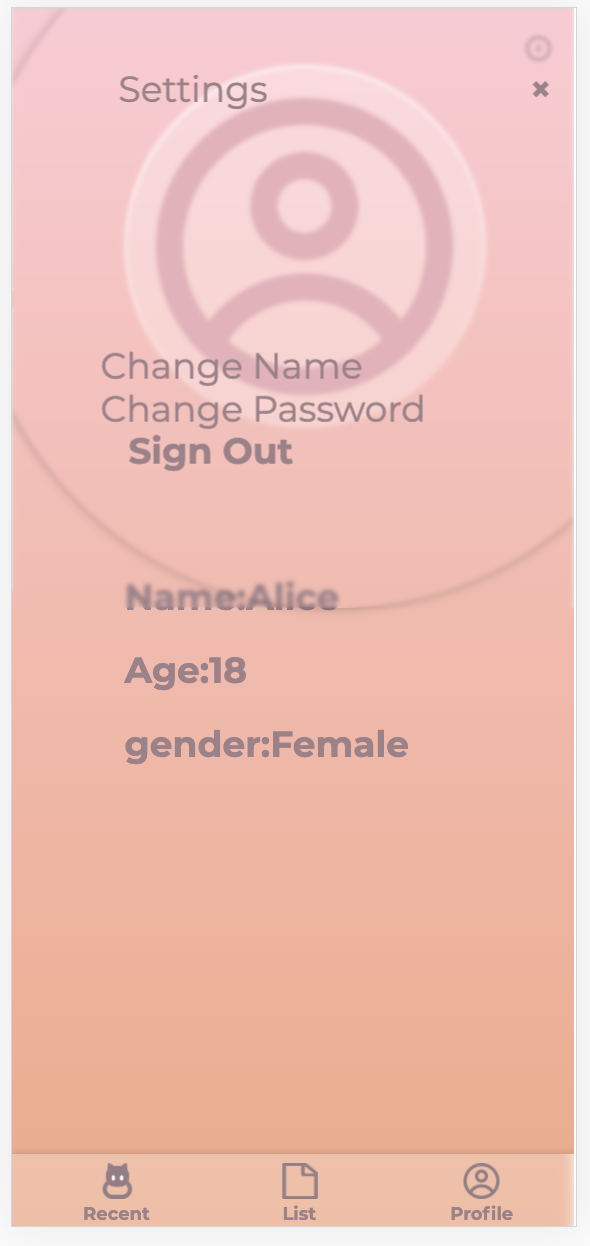 Settings
Change Name
Change Password
Sign Out
Name:Alice
Age:18
gender:Female
Recent List Profile